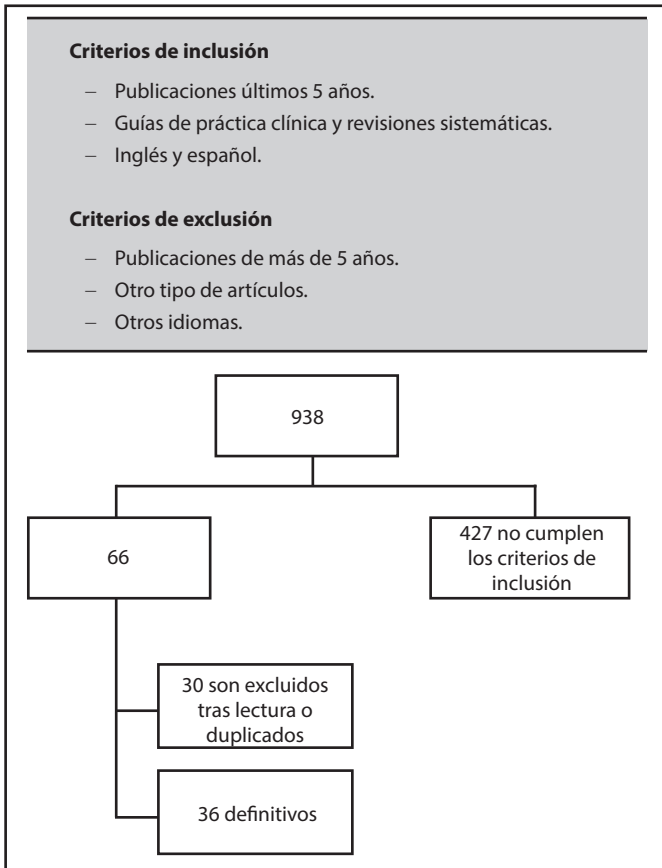 Criterios de inclusión
– Publicaciones últimos 5 años.
– Guías de práctica clínica y revisiones sistemáticas.
– Inglés y español.
Criterios de exclusión
– Publicaciones de más de 5 años.
– Otro tipo de artículos.
– Otros idiomas.
938
66
427 no cumplen
los criterios de
inclusión
30 son excluidos
tras lectura o
duplicados
36 definitivos